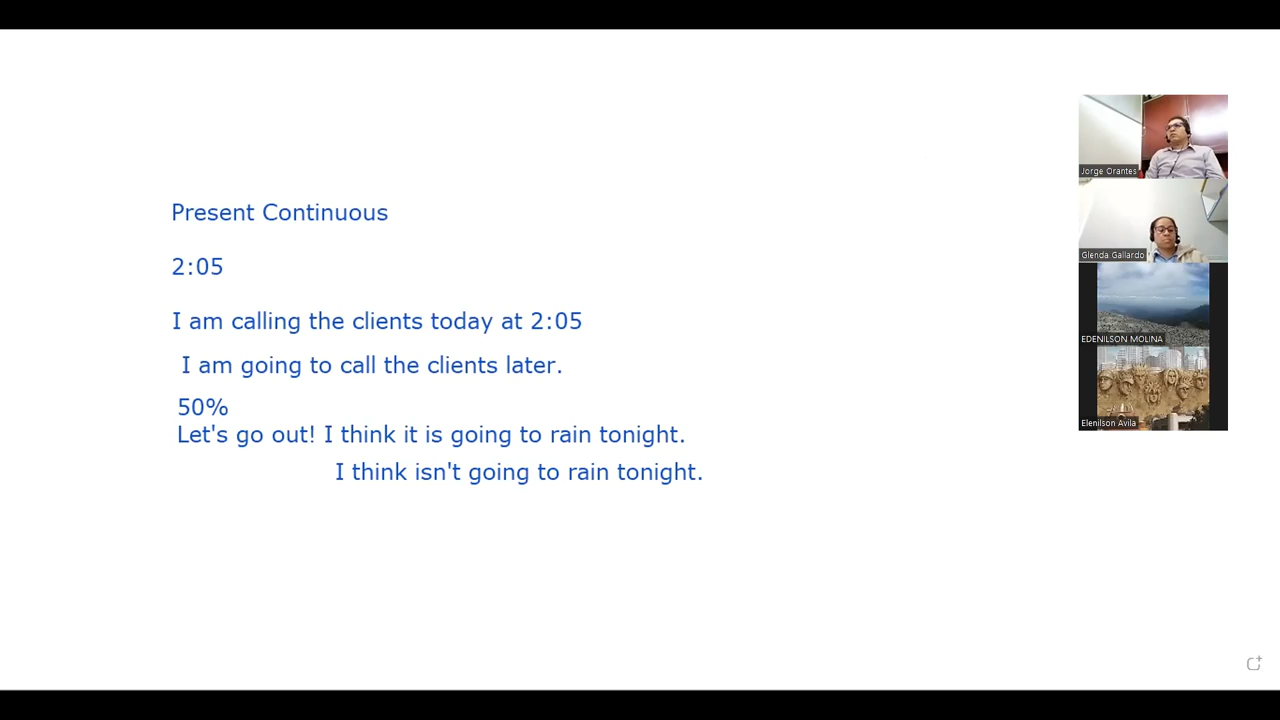 Present Continuous
2:05
I am calling the clients today at 2:05
I am going to call the clients later.
50%
Let's go out! I think it is going to rain tonight.
I think isn't going to rain tonight.
Jorge Orantes
Glenda Gallardo
EDENILSON MOLINA
Elenilson Avila